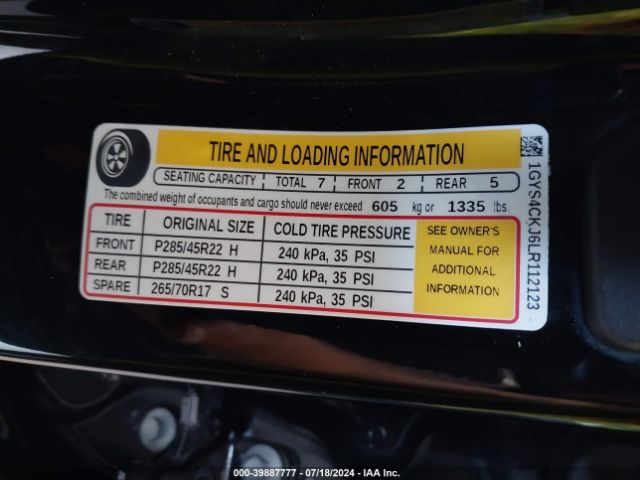 TIRE AND LOADING INFORMATION
SEATING CAPACITY TOTAL 7 FRONT 2 REAR 5
The combined weight of occupants and cargo should never exceed 605 kg or 1335 lbs
TIRE ORIGINAL SIZE COLD TIRE PRESSURE
FRONT P285/45R22 H 240 kPa, 35 PSI
REAR P285/45R22 H 240 kPa, 35 PSI
SPARE 265/70R17 S 240 kPa, 35 PSI
SEE OWNER'S
MANUAL FOR
ADDITIONAL
INFORMATION
1GYS4CKJ6LR112123
000-39887777 - 07/18/2024 - IAA Inc.